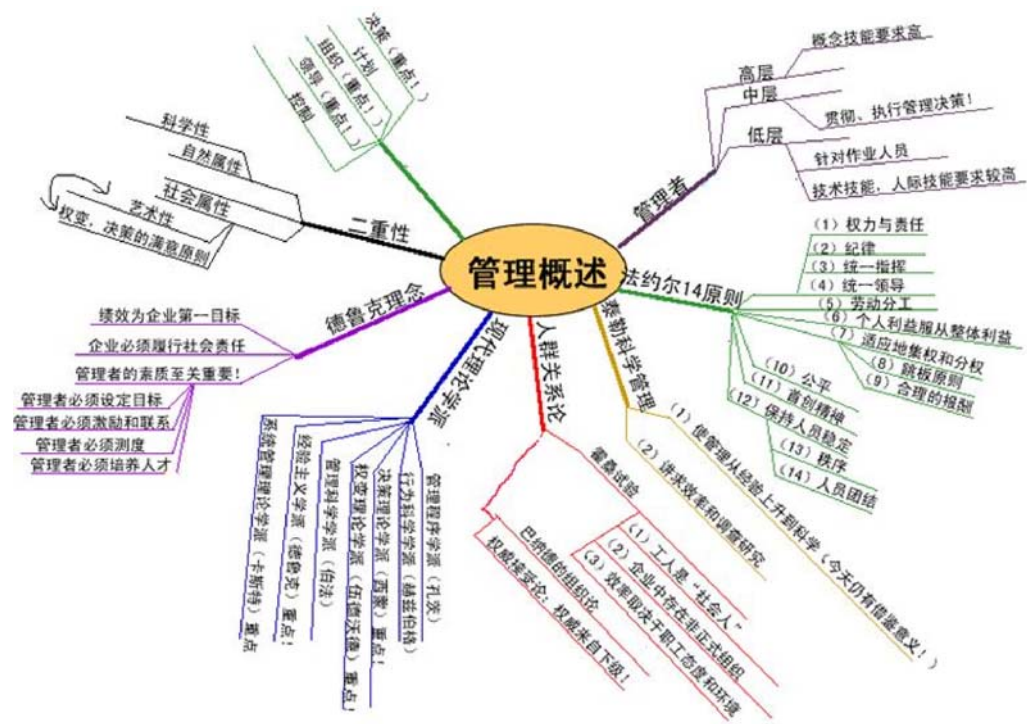 管理概述
管理者
高层
概念技能要求高
中层
贯彻、执行管理决策！
低层
针对作业人员
技术技能，人际技能要求较高
法约尔14原则
（1）权力与责任
（2）纪律
（3）统一指挥
（4）统一领导
（5）劳动分工
（6）个人利益服从整体利益
（7）适应地集权和分权
（8）跳板原则
（9）合理的报酬
（10）公平
（11）首创精神
（12）保持人员稳定
（13）秩序
（14）人员团结
泰勒科学管理
（1）使管理从经验上升到科学（今天仍有借鉴意义！）
（2）讲求效率和调查研究
人群关系论
霍桑试验
（1）工人是“社会人”
（2）企业中存在非正式组织
（3）效率取决于职工态度和环境
巴纳德的组织论
权威接受论：权威来自下级！
现代理论学派
管理程序学派（孔茨）
行为科学学派（赫兹伯格）
决策理论学派（西蒙）重点！
权变理论学派（伍德沃德）重点！
管理科学学派（伯法）
经验主义学派（德鲁克）重点！
系统管理理论学派（卡斯特）重点
德鲁克理念
绩效为企业第一目标
企业必须履行社会责任
管理者的素质至关重要！
管理者必须设定目标
管理者必须激励和联系
管理者必须测度
管理者必须培养人才
二重性
科学性
自然属性
社会属性
艺术性
权变，决策的满意原则
决策（重点！）
计划
组织（重点！）
领导（重点！）
控制